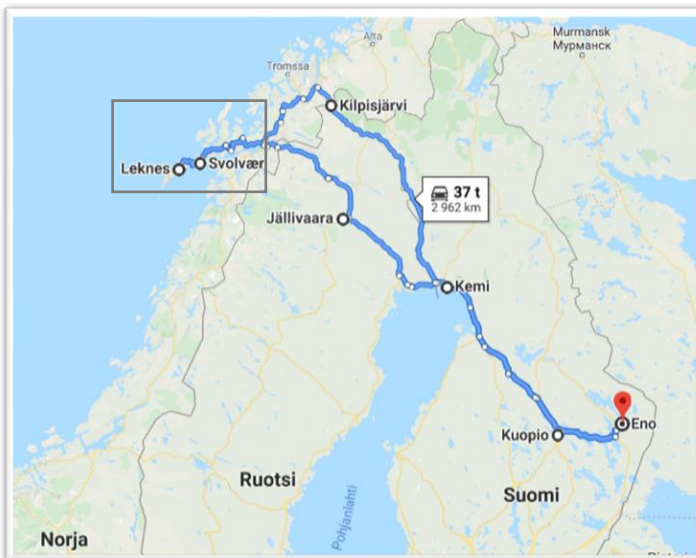 Murmansk
Мурманск
Alta
Tromssa
Kilpisjärvi
Leknes
Svolvær
37 t
2 962 km
Jällivaara
Kemi
Eno
Kuopio
Ruotsi
Suomi
Pohjanlahti
Norja